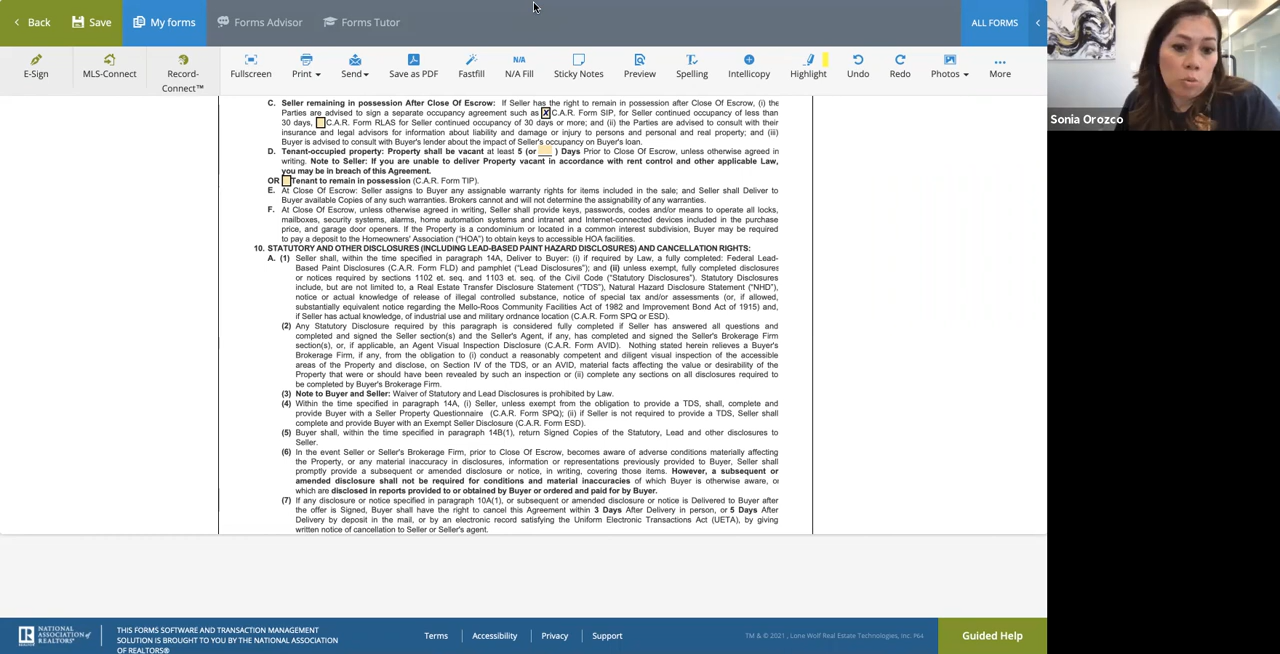 Back
Save
My forms
Forms Advisor
Forms Tutor
ALL FORMS
E-Sign
MLS-Connect
Record-
Connect™
Fullscreen
Print
Send
Save as PDF
Fastfill
N/A
N/A Fill
Sticky Notes
Preview
Spelling
Intellicopy
Highlight
Undo
Redo
Photos
More
C. Seller remaining in possession After Close Of Escrow: If Seller has the right to remain in possession after Close Of Escrow, (i) the
Parties are advised to sign a separate occupancy agreement such as X C.A.R. Form SIP, for Seller continued occupancy of less than
30 days, C.A.R. Form RLAS for Seller continued occupancy of 30 days or more; and (ii) the Parties are advised to consult with their
insurance and legal advisors for information about liability and damage or injury to persons and personal and real property; and (iii)
Buyer is advised to consult with Buyer's lender about the impact of Seller's occupancy on Buyer's loan.
D. Tenant-occupied property: Property shall be vacant at least 5 (or ) Days Prior to Close Of Escrow, unless otherwise agreed in
writing. Note to Seller: If you are unable to deliver Property vacant in accordance with rent control and other applicable Law,
you may be in breach of this Agreement.
OR Tenant to remain in possession (C.A.R. Form TIP).
E. At Close Of Escrow: Seller assigns to Buyer any assignable warranty rights for items included in the sale; and Seller shall Deliver to
Buyer available Copies of any such warranties. Brokers cannot and will not determine the assignability of any warranties.
F. At Close Of Escrow, unless otherwise agreed in writing, Seller shall provide keys, passwords, codes and/or means to operate all locks,
mailboxes, security systems, alarms, home automation systems and intranet and Internet-connected devices included in the purchase
price, and garage door openers. If the Property is a condominium or located in a common interest subdivision, Buyer may be required
to pay a deposit to the Homeowners' Association ("HOA") to obtain keys to accessible HOA facilities.
10. STATUTORY AND OTHER DISCLOSURES (INCLUDING LEAD-BASED PAINT HAZARD DISCLOSURES) AND CANCELLATION RIGHTS:
A. (1) Seller shall, within the time specified in paragraph 14A, Deliver to Buyer: (i) if required by Law, a fully completed: Federal Lead-
Based Paint Disclosures (C.A.R. Form FLD) and pamphlet ("Lead Disclosures"); and (ii) unless exempt, fully completed disclosures
or notices required by sections 1102 et. seq. and 1103 et. seq. of the Civil Code ("Statutory Disclosures"). Statutory Disclosures
include, but are not limited to, a Real Estate Transfer Disclosure Statement ("TDS"), Natural Hazard Disclosure Statement ("NHD"),
notice or actual knowledge of release of illegal controlled substance, notice of special tax and/or assessments (or, if allowed,
substantially equivalent notice regarding the Mello-Roos Community Facilities Act of 1982 and Improvement Bond Act of 1915) and,
if Seller has actual knowledge, of industrial use and military ordnance location (C.A.R. Form SPQ or ESD).
(2) Any Statutory Disclosure required by this paragraph is considered fully completed if Seller has answered all questions and
completed and signed the Seller section(s) and the Seller's Agent, if any, has completed and signed the Seller's Brokerage Firm
section(s), or, if applicable, an Agent Visual Inspection Disclosure (C.A.R. Form AVID). Nothing stated herein relieves a Buyer's
Brokerage Firm, if any, from the obligation to (i) conduct a reasonably competent and diligent visual inspection of the accessible
areas of the Property and disclose, on Section IV of the TDS, or an AVID, material facts affecting the value or desirability of the
Property that were or should have been revealed by such an inspection or (ii) complete any sections on all disclosures required to
be completed by Buyer's Brokerage Firm.
(3) Note to Buyer and Seller: Waiver of Statutory and Lead Disclosures is prohibited by Law.
(4) Within the time specified in paragraph 14A, (i) Seller, unless exempt from the obligation to provide a TDS, shall, complete and
provide Buyer with a Seller Property Questionnaire (C.A.R. Form SPQ); (ii) if Seller is not required to provide a TDS, Seller shall
complete and provide Buyer with an Exempt Seller Disclosure (C.A.R. Form ESD).
(5) Buyer shall, within the time specified in paragraph 14B(1), return Signed Copies of the Statutory, Lead and other disclosures to
Seller.
(6) In the event Seller or Seller's Brokerage Firm, prior to Close Of Escrow, becomes aware of adverse conditions materially affecting
the Property, or any material inaccuracy in disclosures, information or representations previously provided to Buyer, Seller shall
promptly provide a subsequent or amended disclosure or notice, in writing, covering those items. However, a subsequent or
amended disclosure shall not be required for conditions and material inaccuracies of which Buyer is otherwise aware, or
which are disclosed in reports provided to or obtained by Buyer or ordered and paid for by Buyer.
(7) If any disclosure or notice specified in paragraph 10A(1), or subsequent or amended disclosure or notice is Delivered to Buyer after
the offer is Signed, Buyer shall have the right to cancel this Agreement within 3 Days After Delivery in person, or 5 Days After
Delivery by deposit in the mail, or by an electronic record satisfying the Uniform Electronic Transactions Act (UETA), by giving
written notice of cancellation to Seller or Seller's agent.
Sonia Orozco
R
NATIONAL
ASSOCIATION of
REALTORS®
THIS FORMS SOFTWARE AND TRANSACTION MANAGEMENT
SOLUTION IS BROUGHT TO YOU BY THE NATIONAL ASSOCIATION
OF REALTORS®
Terms
Accessibility
Privacy
Support
TM & © 2021 , Lone Wolf Real Estate Technologies, Inc. P64
Guided Help